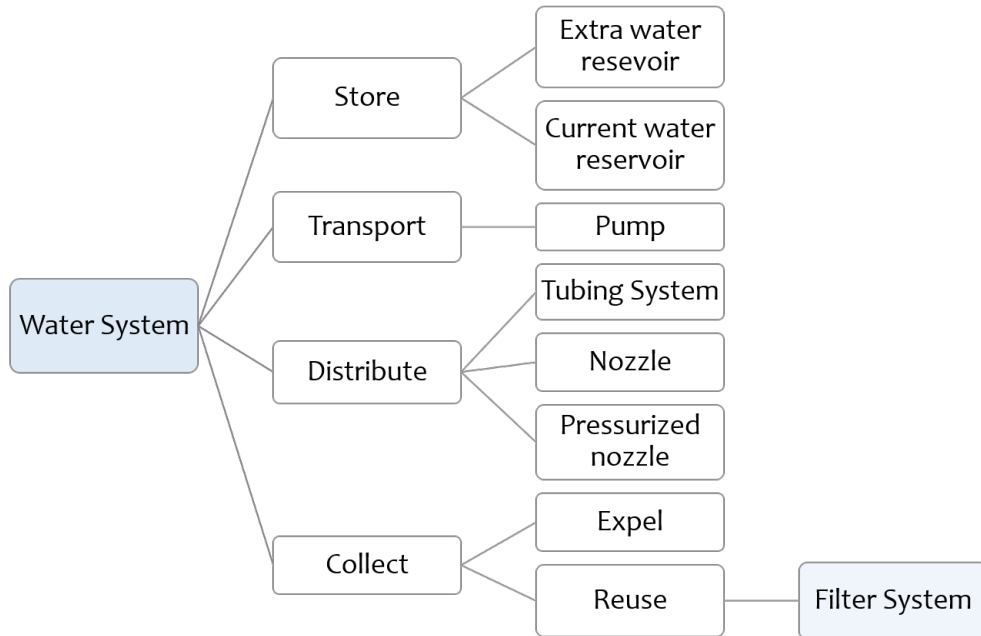 Water System
Store
Extra water
resevoir
Current water
reservoir
Transport
Pump
Distribute
Tubing System
Nozzle
Pressurized
nozzle
Collect
Expel
Reuse
Filter System